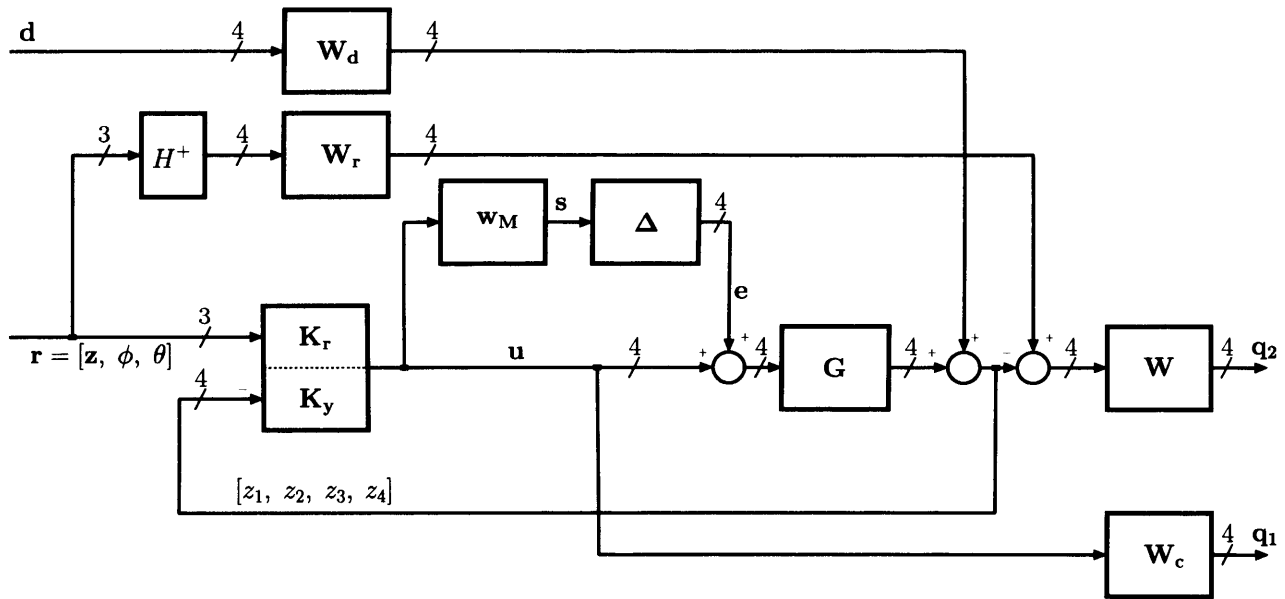 d 4 W_d 4
3 H^+ 4 W_r 4
w_M s Δ 4
e
r = [z, φ, θ] 3 K_r
4 - K_y
u 4 + + 4 G 4 + + - + 4 W 4 q_2
[z_1, z_2, z_3, z_4]
W_c 4 q_1